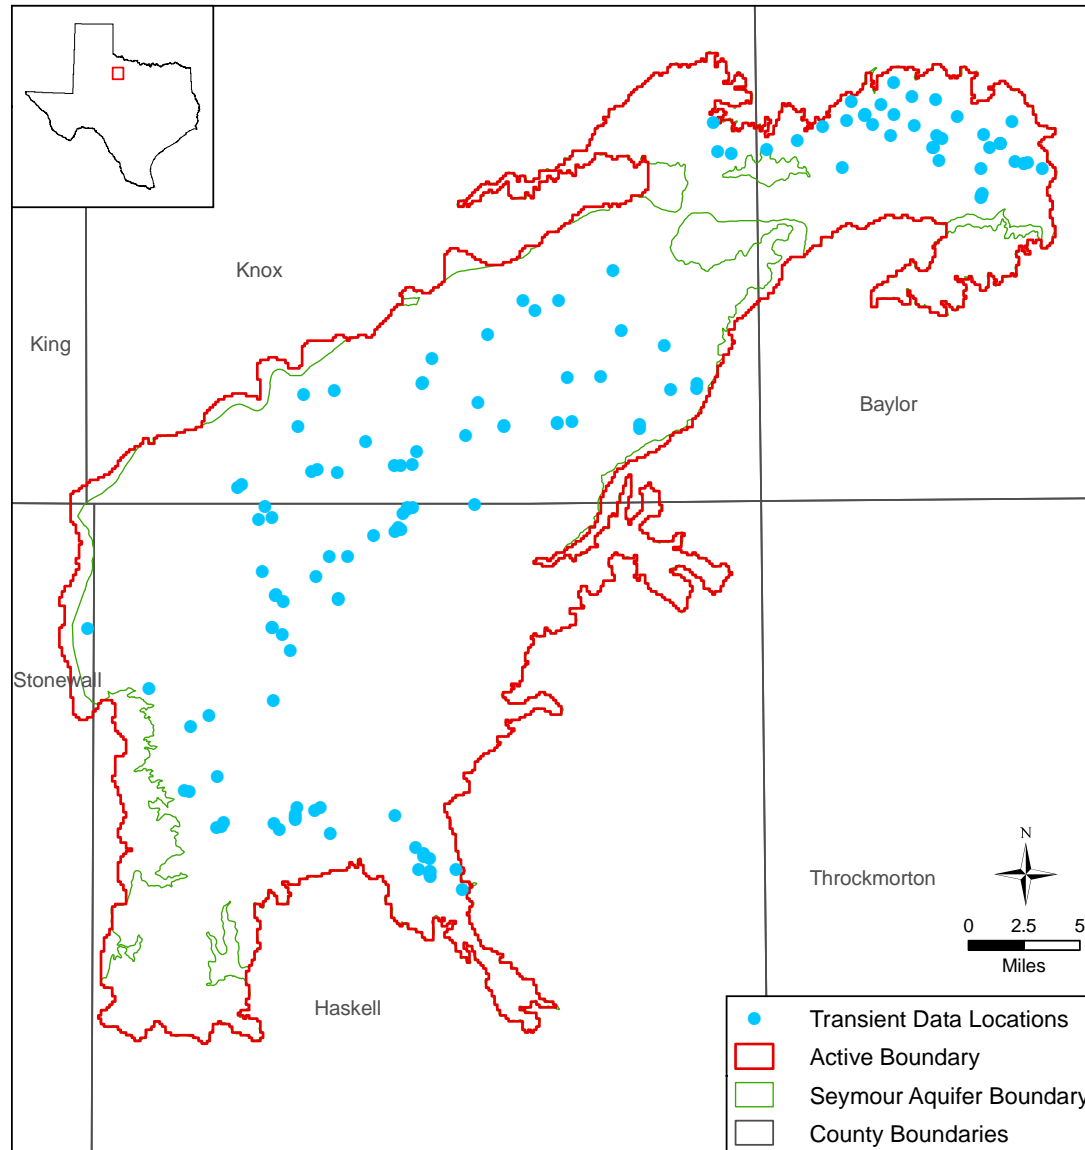 Knox
King
Baylor
Stonewall
Throckmorton
Haskell
N
0 2.5 5
Miles
Transient Data Locations
Active Boundary
Seymour Aquifer Boundary
County Boundaries